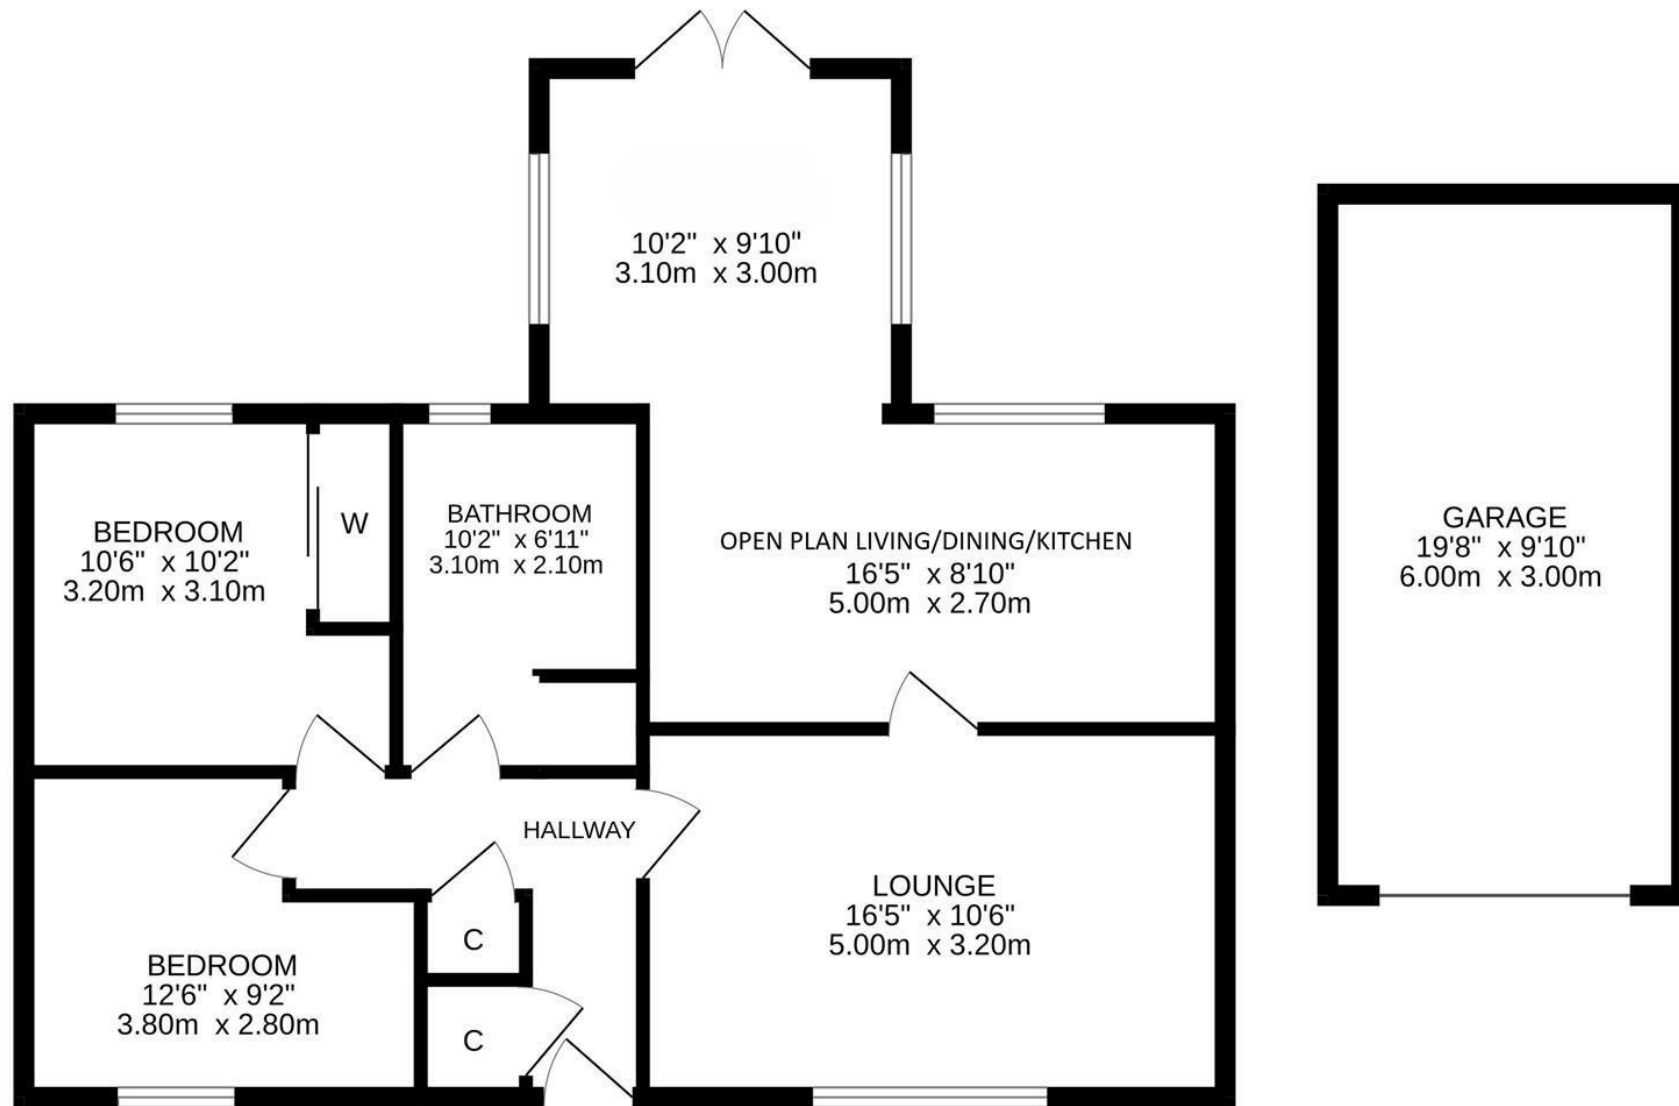 10'2" x 9'10"
3.10m x 3.00m
BEDROOM
10'6" x 10'2"
3.20m x 3.10m
W
BATHROOM
10'2" x 6'11"
3.10m x 2.10m
OPEN PLAN LIVING/DINING/KITCHEN
16'5" x 8'10"
5.00m x 2.70m
GARAGE
19'8" x 9'10"
6.00m x 3.00m
HALLWAY
LOUNGE
16'5" x 10'6"
5.00m x 3.20m
BEDROOM
12'6" x 9'2"
3.80m x 2.80m
C
C